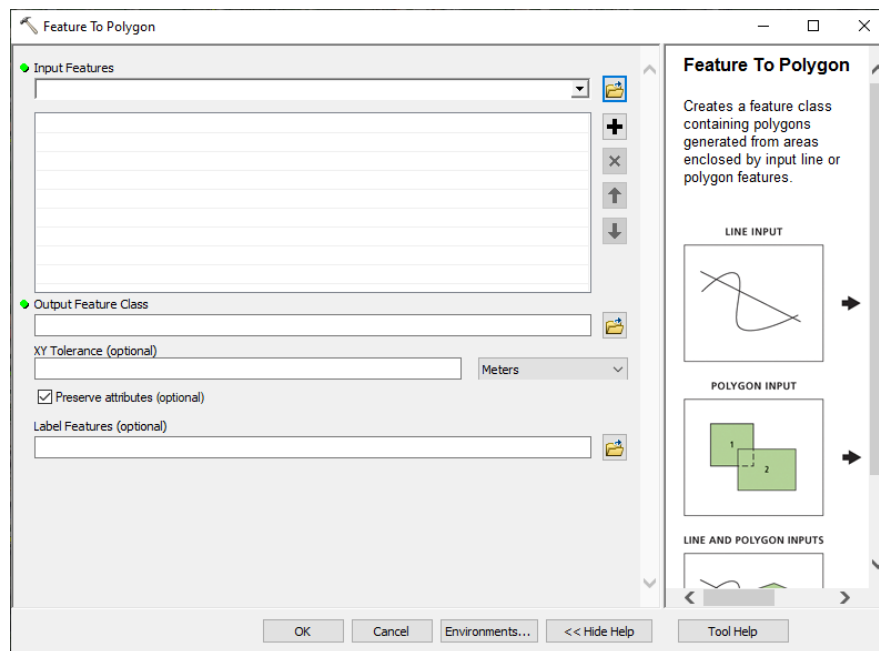 Feature To Polygon
Input Features
Output Feature Class
XY Tolerance (optional)
Meters
Preserve attributes (optional)
Label Features (optional)
Feature To Polygon
Creates a feature class
containing polygons
generated from areas
enclosed by input line or
polygon features.
LINE INPUT
POLYGON INPUT
1
2
LINE AND POLYGON INPUTS
OK
Cancel
Environments...
<< Hide Help
Tool Help